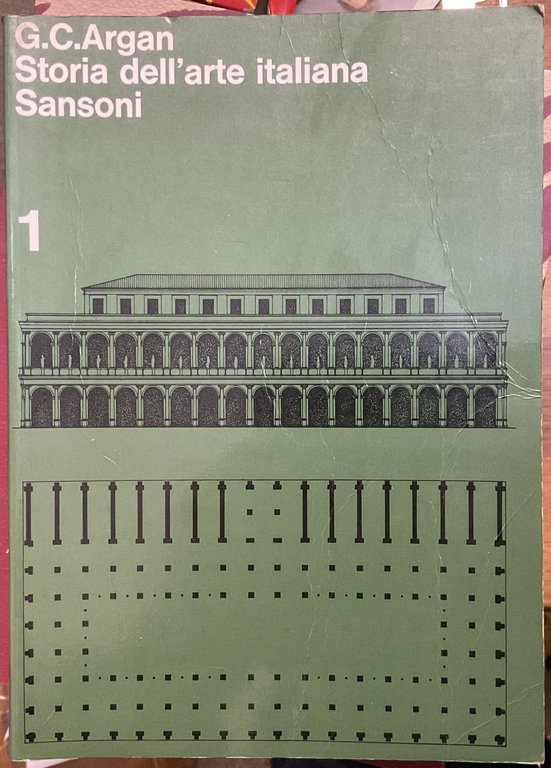 G.C.Argan
Storia dell'arte italiana
Sansoni
1